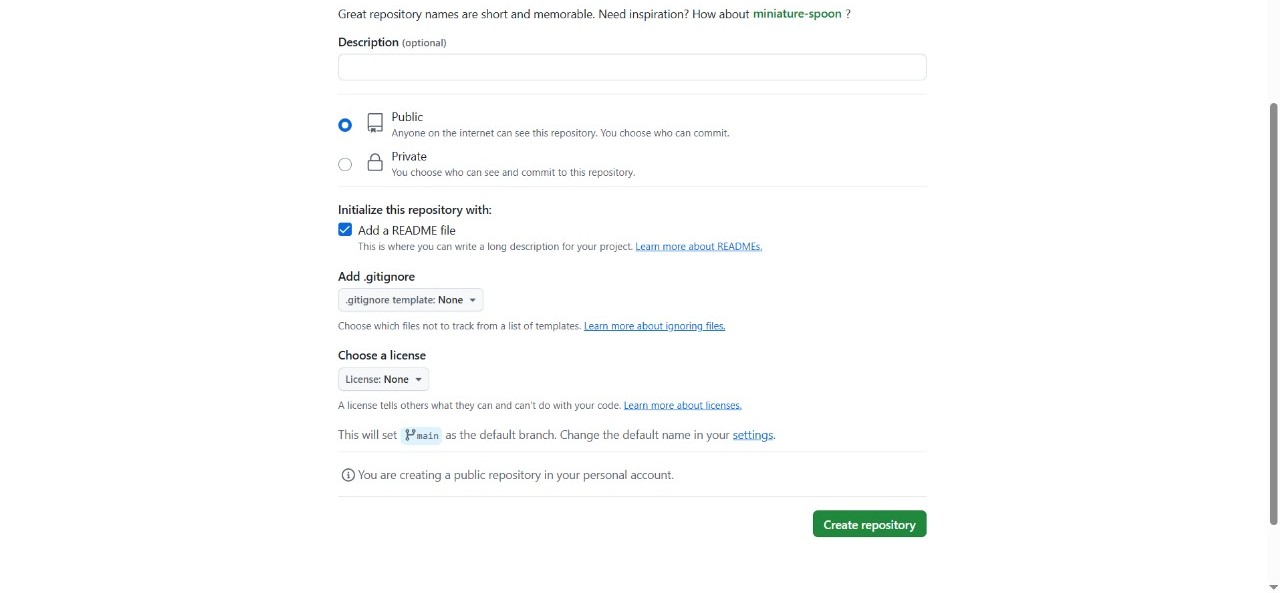 Great repository names are short and memorable. Need inspiration? How about miniature-spoon ?
Description (optional)
Public
Anyone on the internet can see this repository. You choose who can commit.
Private
You choose who can see and commit to this repository.
Initialize this repository with:
Add a README file
This is where you can write a long description for your project. Learn more about READMEs.
Add .gitignore
.gitignore template: None
Choose which files not to track from a list of templates. Learn more about ignoring files.
Choose a license
License: None
A license tells others what they can and can't do with your code. Learn more about licenses.
This will set main as the default branch. Change the default name in your settings.
You are creating a public repository in your personal account.
Create repository